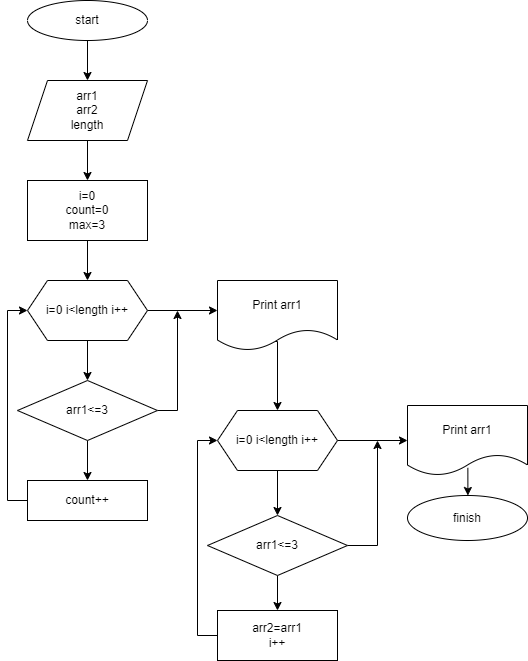 start
arr1
arr2
length
i=0
count=0
max=3
i=0 i<length i++
Print arr1
arr1<=3
count++
i=0 i<length i++
Print arr1
arr1<=3
finish
arr2=arr1
i++